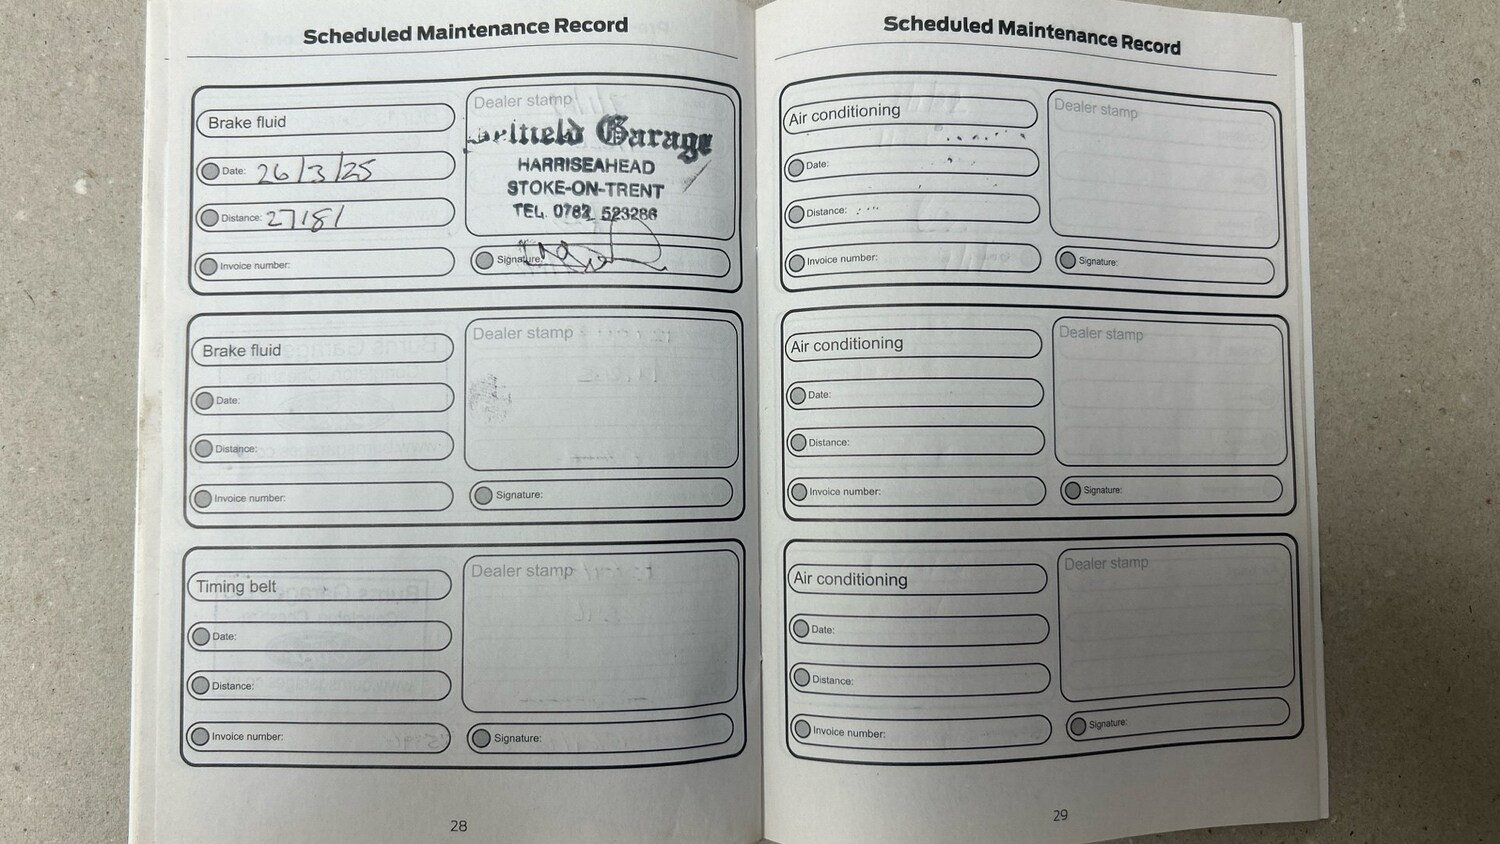 Scheduled Maintenance Record
Brake fluid
Date: 26/3/25
Distance: 27181
Invoice number:
Dealer stamp
Garage
HARRISEAHEAD
STOKE-ON-TRENT
TEL. 0782 523286
Signature:
Brake fluid
Date:
Distance:
Invoice number:
Dealer stamp
Signature:
Timing belt
Date:
Distance:
Invoice number:
Dealer stamp
Signature:
28
Scheduled Maintenance Record
Air conditioning
Date:
Distance:
Invoice number:
Dealer stamp
Signature:
Air conditioning
Date:
Distance:
Invoice number:
Dealer stamp
Signature:
Air conditioning
Date:
Distance:
Invoice number:
Dealer stamp
Signature:
29